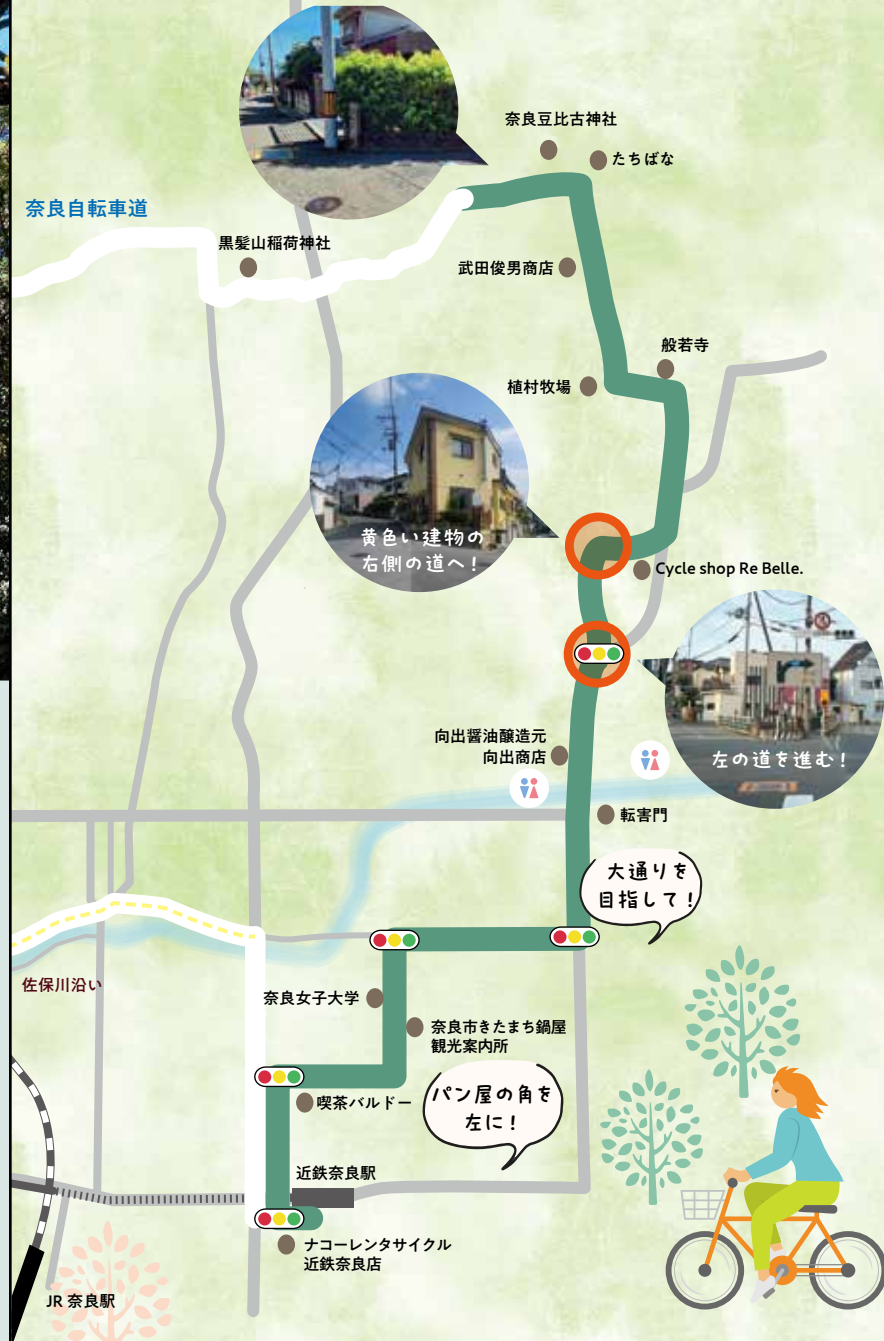 奈良豆比古神社
たちばな
奈良自転車道
黒髪山稲荷神社
武田俊男商店
般若寺
植村牧場
黄色い建物の
右側の道へ!
Cycle shop Re Belle.
向出醤油醸造元
向出商店
左の道を進む!
転害門
大通りを
目指して!
佐保川沿い
奈良女子大学
奈良市きたまち鍋屋
観光案内所
喫茶バルドー
パン屋の角を
左に!
近鉄奈良駅
ナコーレンタサイクル
近鉄奈良店
JR 奈良駅